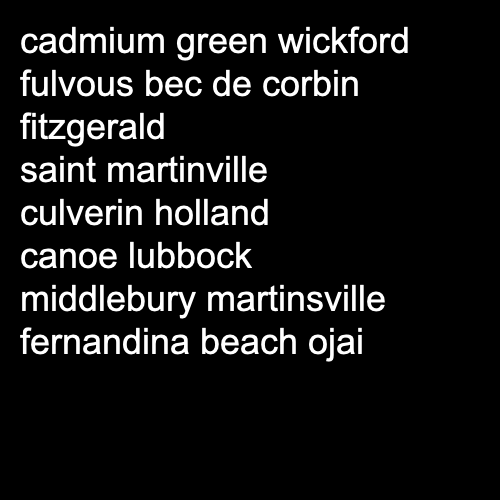 cadmium green wickford
fulvous bec de corbin
fitzgerald
saint martinville
culverin holland
canoe lubbock
middlebury martinsville
fernandina beach ojai